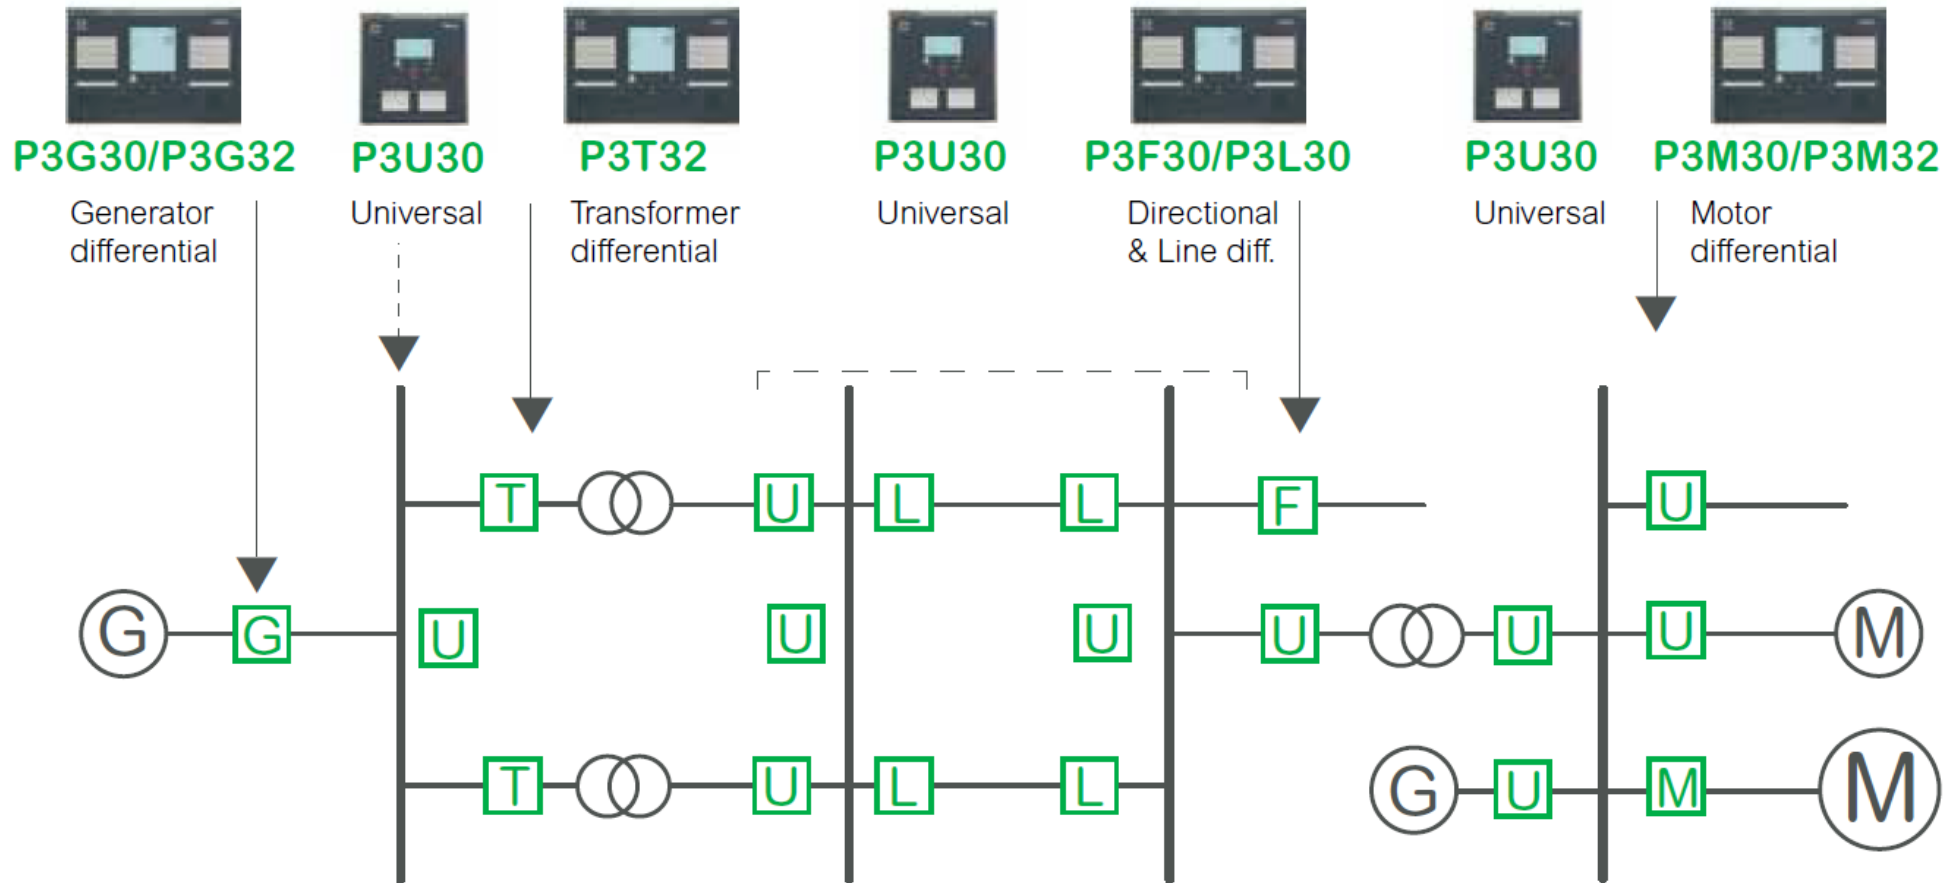 P3G30/P3G32
P3U30
P3T32
P3U30
P3F30/P3L30
P3U30
P3M30/P3M32
Generator
differential
Universal
Transformer
differential
Universal
Directional
& Line diff.
Universal
Motor
differential
T
U
L
L
F
U
G
G
U
U
U
U
U
U
M
T
U
L
L
G
U
M
M